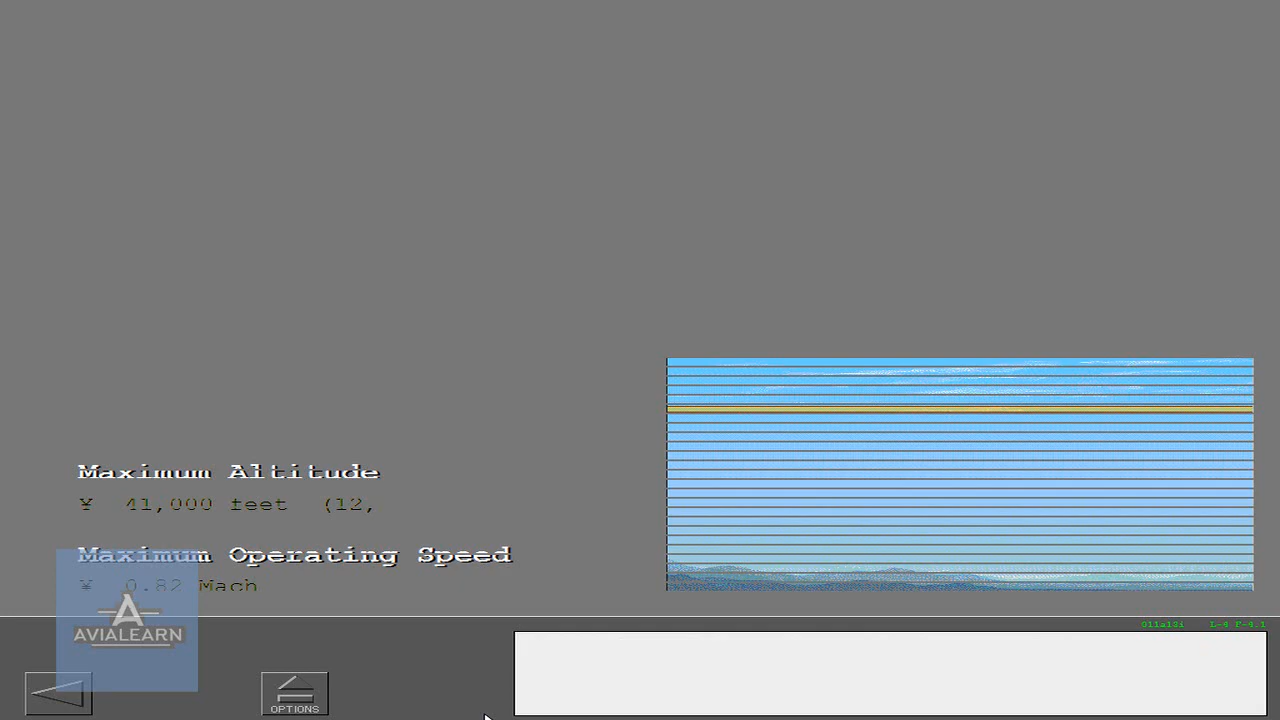 Maximum Altitude
¥ 41,000 feet (12,
Maximum Operating Speed
¥ 0.82 Mach
AVIALEARN
OPTIONS